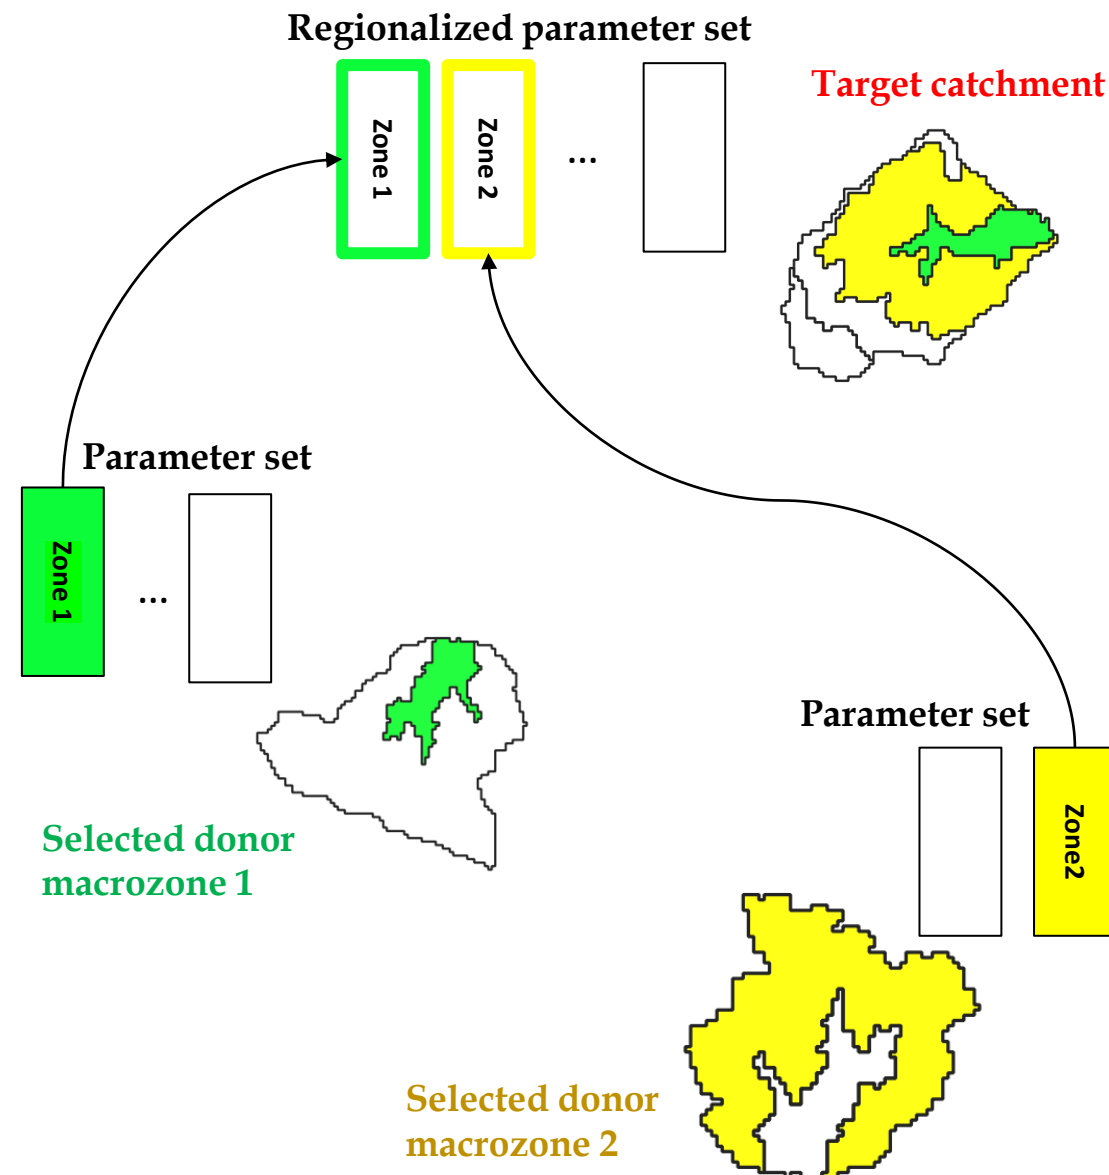 Regionalized parameter set
Target catchment
Zone 1
Zone 2
...
Parameter set
Zone 1
...
Parameter set
Zone2
Selected donor
macrozone 1
Selected donor
macrozone 2